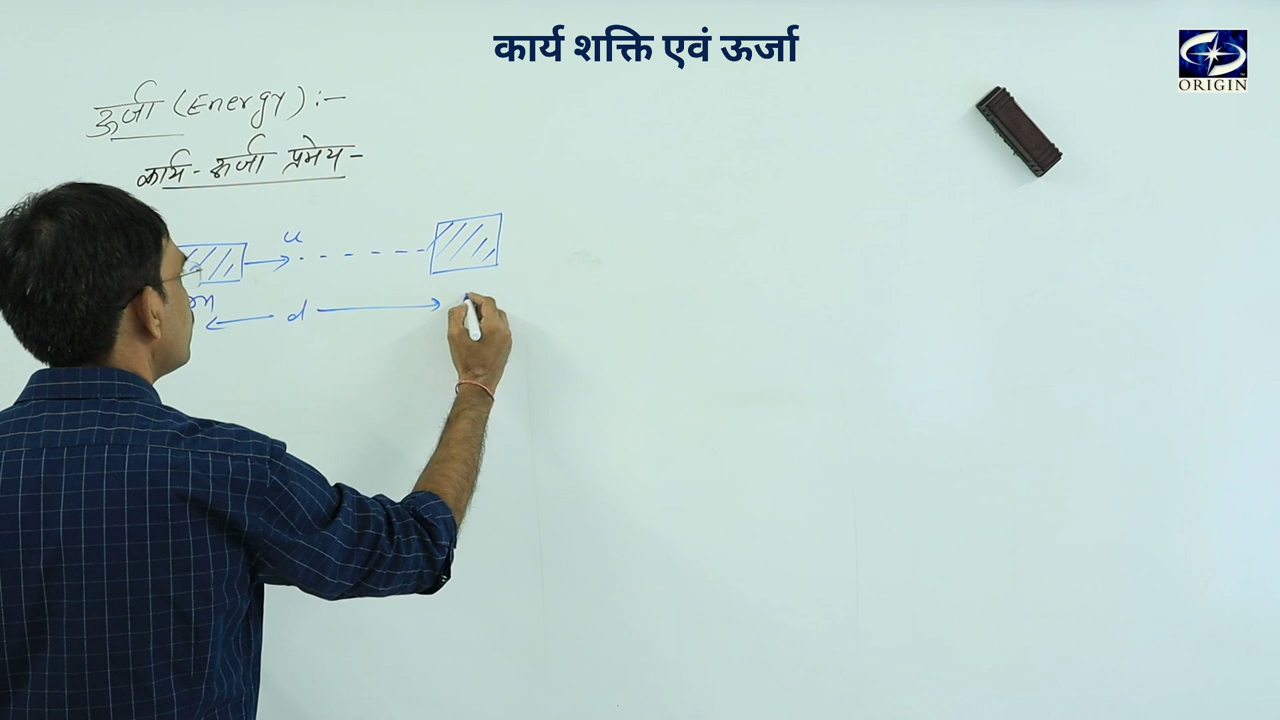 कार्य शक्ति एवं ऊर्जा
ORIGIN
ऊर्जा (Energy) :-
कार्य - ऊर्जा प्रमेय -
u
m
d